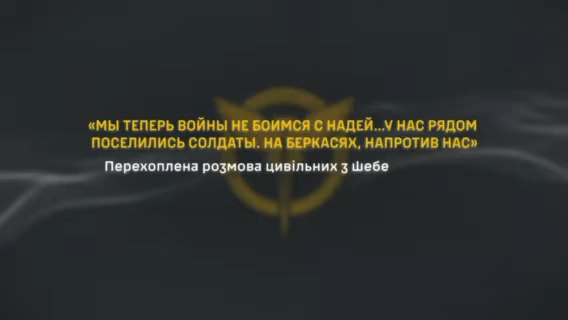 «МЫ ТЕПЕРЬ ВОЙНЫ НЕ БОИМСЯ С НАДЕЙ...У НАС РЯДОМ
ПОСЕЛИЛИСЬ СОЛДАТЫ. НА БЕРКАСЯХ, НАПРОТИВ НАС»
Перехоплена розмова цивільних з Шебе